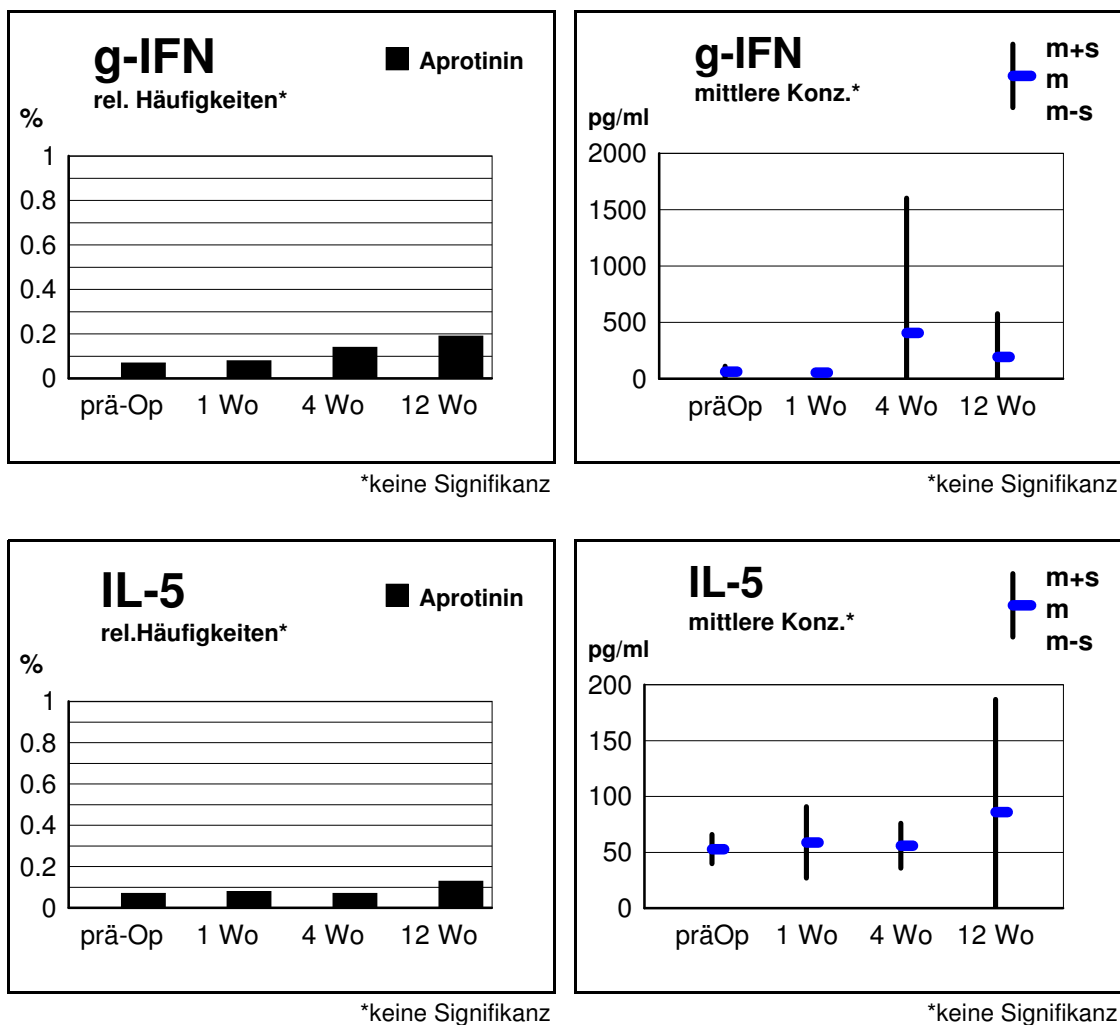 g-IFN
rel. Häufigkeiten*
Aprotinin
%
1
0.8
0.6
0.4
0.2
0
prä-Op 1 Wo 4 Wo 12 Wo
*keine Signifikanz
g-IFN
mittlere Konz.*
m+s
m
m-s
pg/ml
2000
1500
1000
500
0
präOp 1 Wo 4 Wo 12 Wo
*keine Signifikanz
IL-5
rel.Häufigkeiten*
Aprotinin
%
1
0.8
0.6
0.4
0.2
0
prä-Op 1 Wo 4 Wo 12 Wo
*keine Signifikanz
IL-5
mittlere Konz.*
m+s
m
m-s
pg/ml
200
150
100
50
0
präOp 1 Wo 4 Wo 12 Wo
*keine Signifikanz